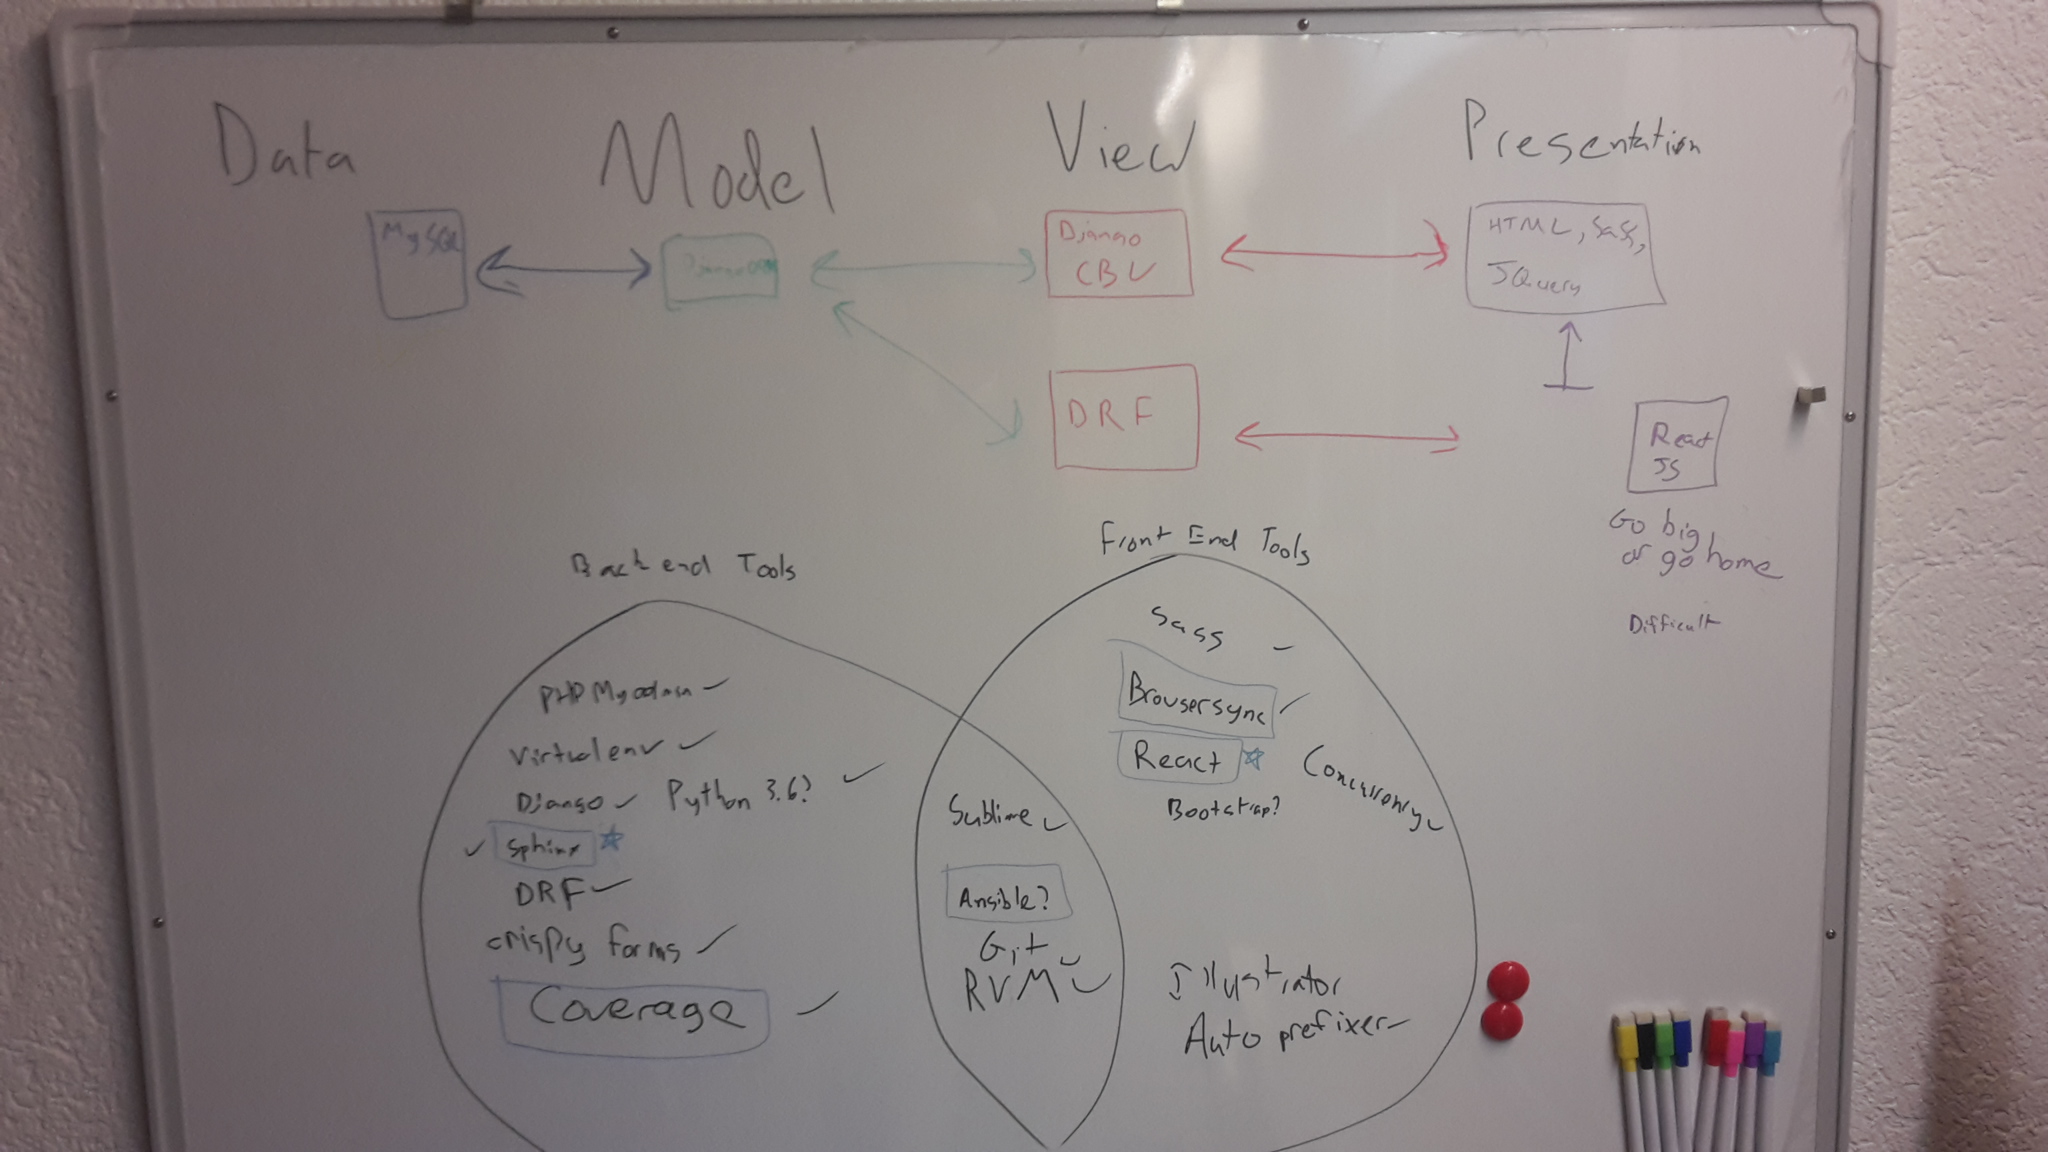 Data
Model
View
Presentation
MySQL
Django ORM
Django
CBV
HTML, Sass,
JQuery
DRF
React
JS
Go big
or go home
Difficult
Back end Tools
Front End Tools
PHPMyadmin
Virtualenv
Django
Python 3.6?
Sphinx
DRF
crispy forms
Coverage
Sublime
Ansible?
Git
RVM
Sass
Browsersync
React
Bootstrap?
Concurrency
Illustrator
Auto prefixer